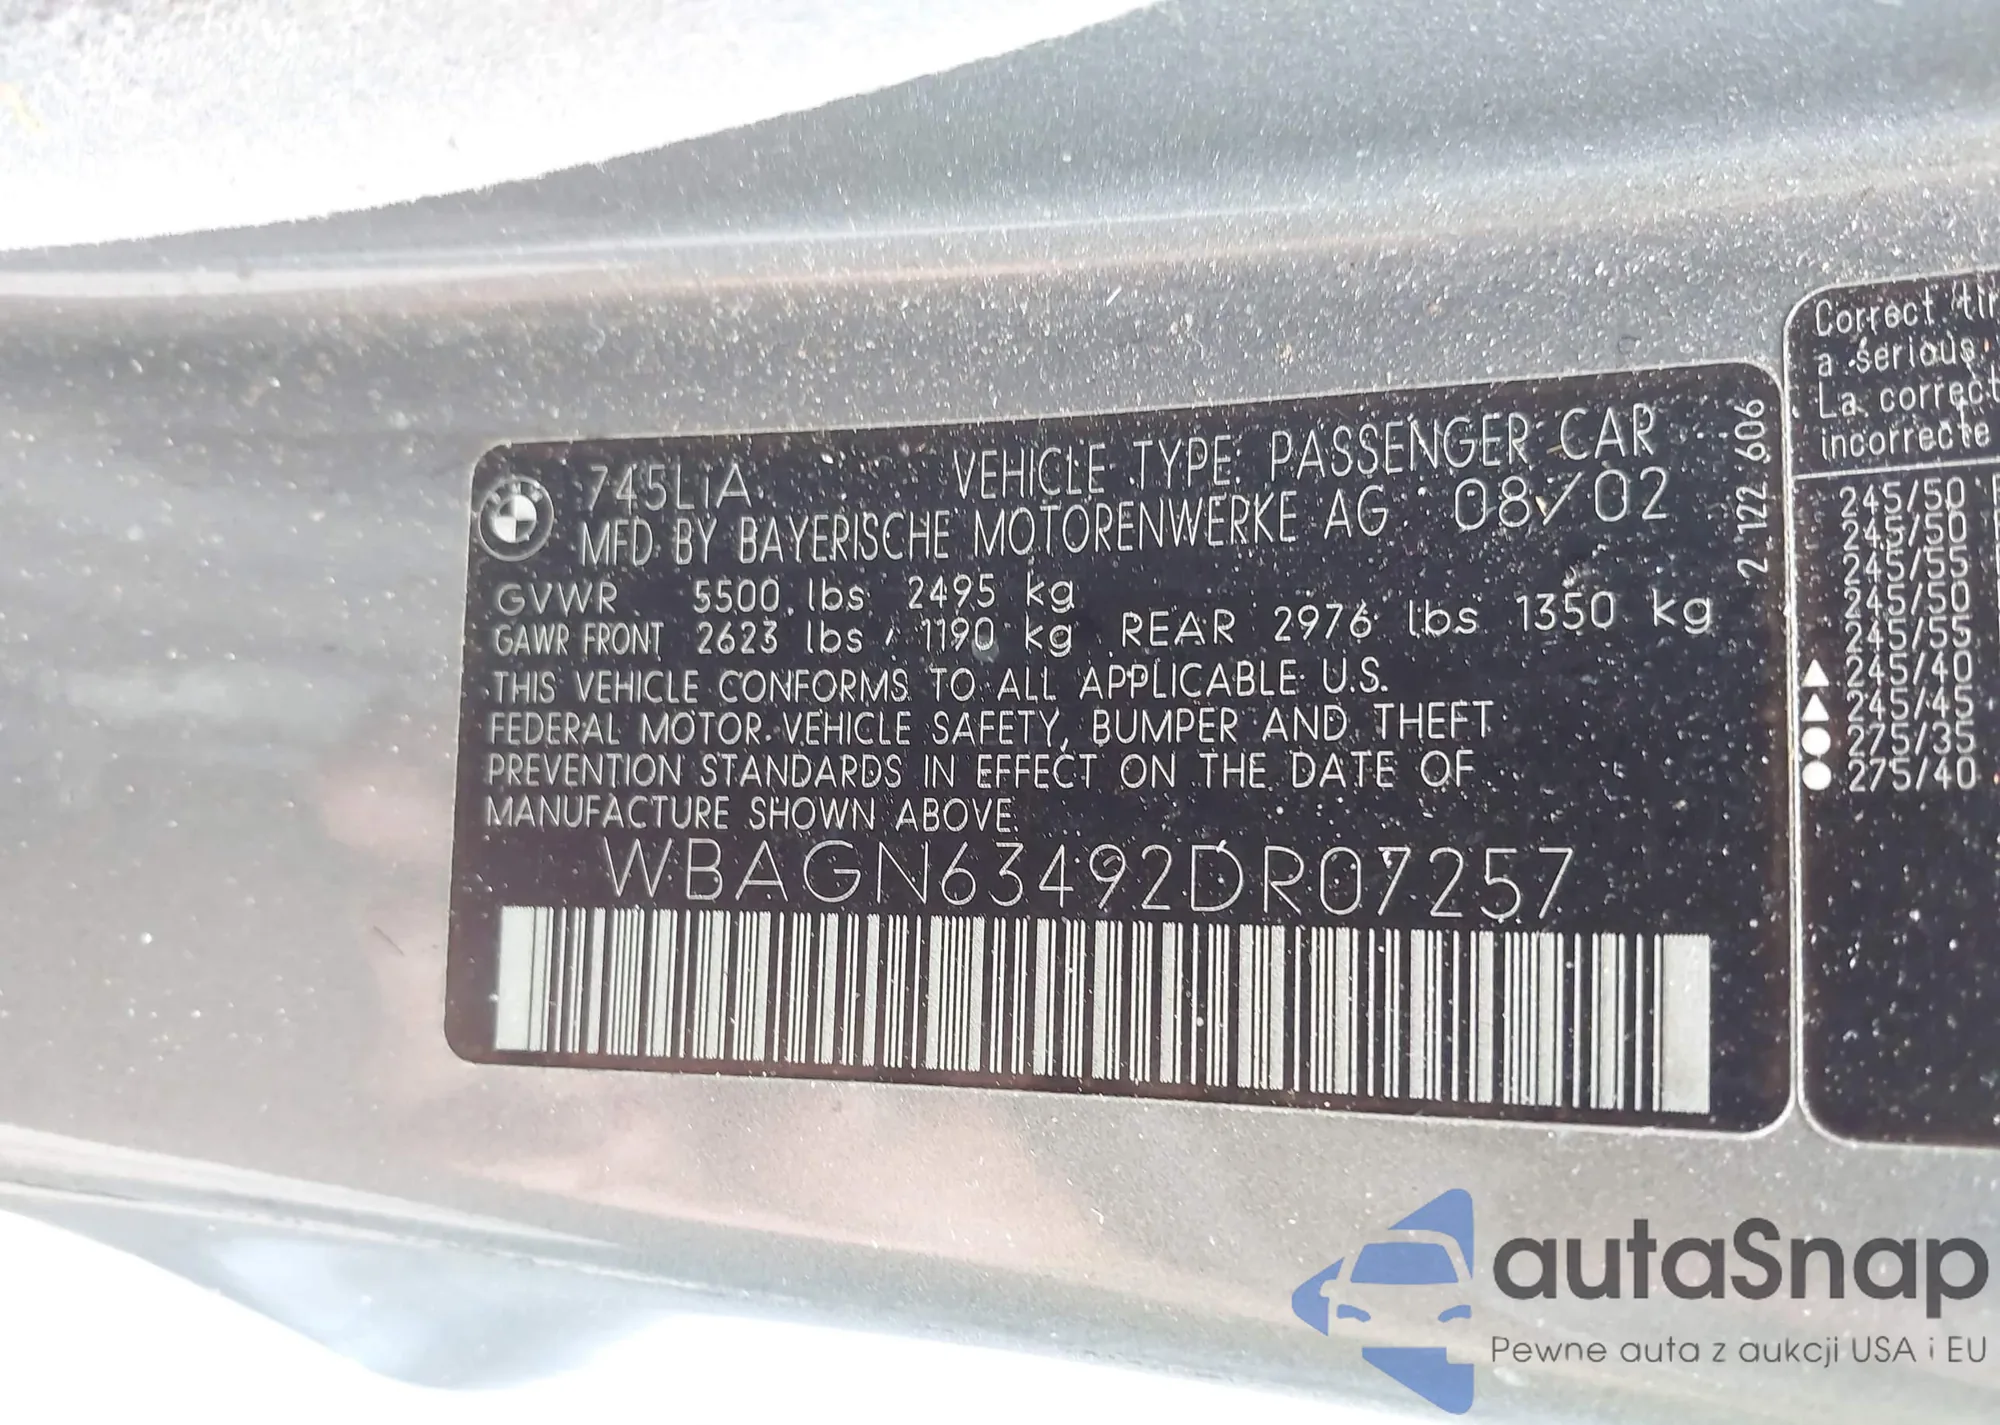 745LiA VEHICLE TYPE: PASSENGER CAR
MFD BY BAYERISCHE MOTORENWERKE AG 08/02
GVWR 5500 lbs 2495 kg
GAWR FRONT 2623 lbs / 1190 kg REAR 2976 lbs 1350 kg
THIS VEHICLE CONFORMS TO ALL APPLICABLE U.S.
FEDERAL MOTOR VEHICLE SAFETY, BUMPER AND THEFT
PREVENTION STANDARDS IN EFFECT ON THE DATE OF
MANUFACTURE SHOWN ABOVE
WBAGN63492DR07257
2 122 606
Correct
a serious
La
incorrecte
245/50
245/50
245/55
245/50
245/55
▲ 245/40
▲ 245/45
● 275/35
● 275/40
autaSnap
Pewne auta z aukcji USA i EU